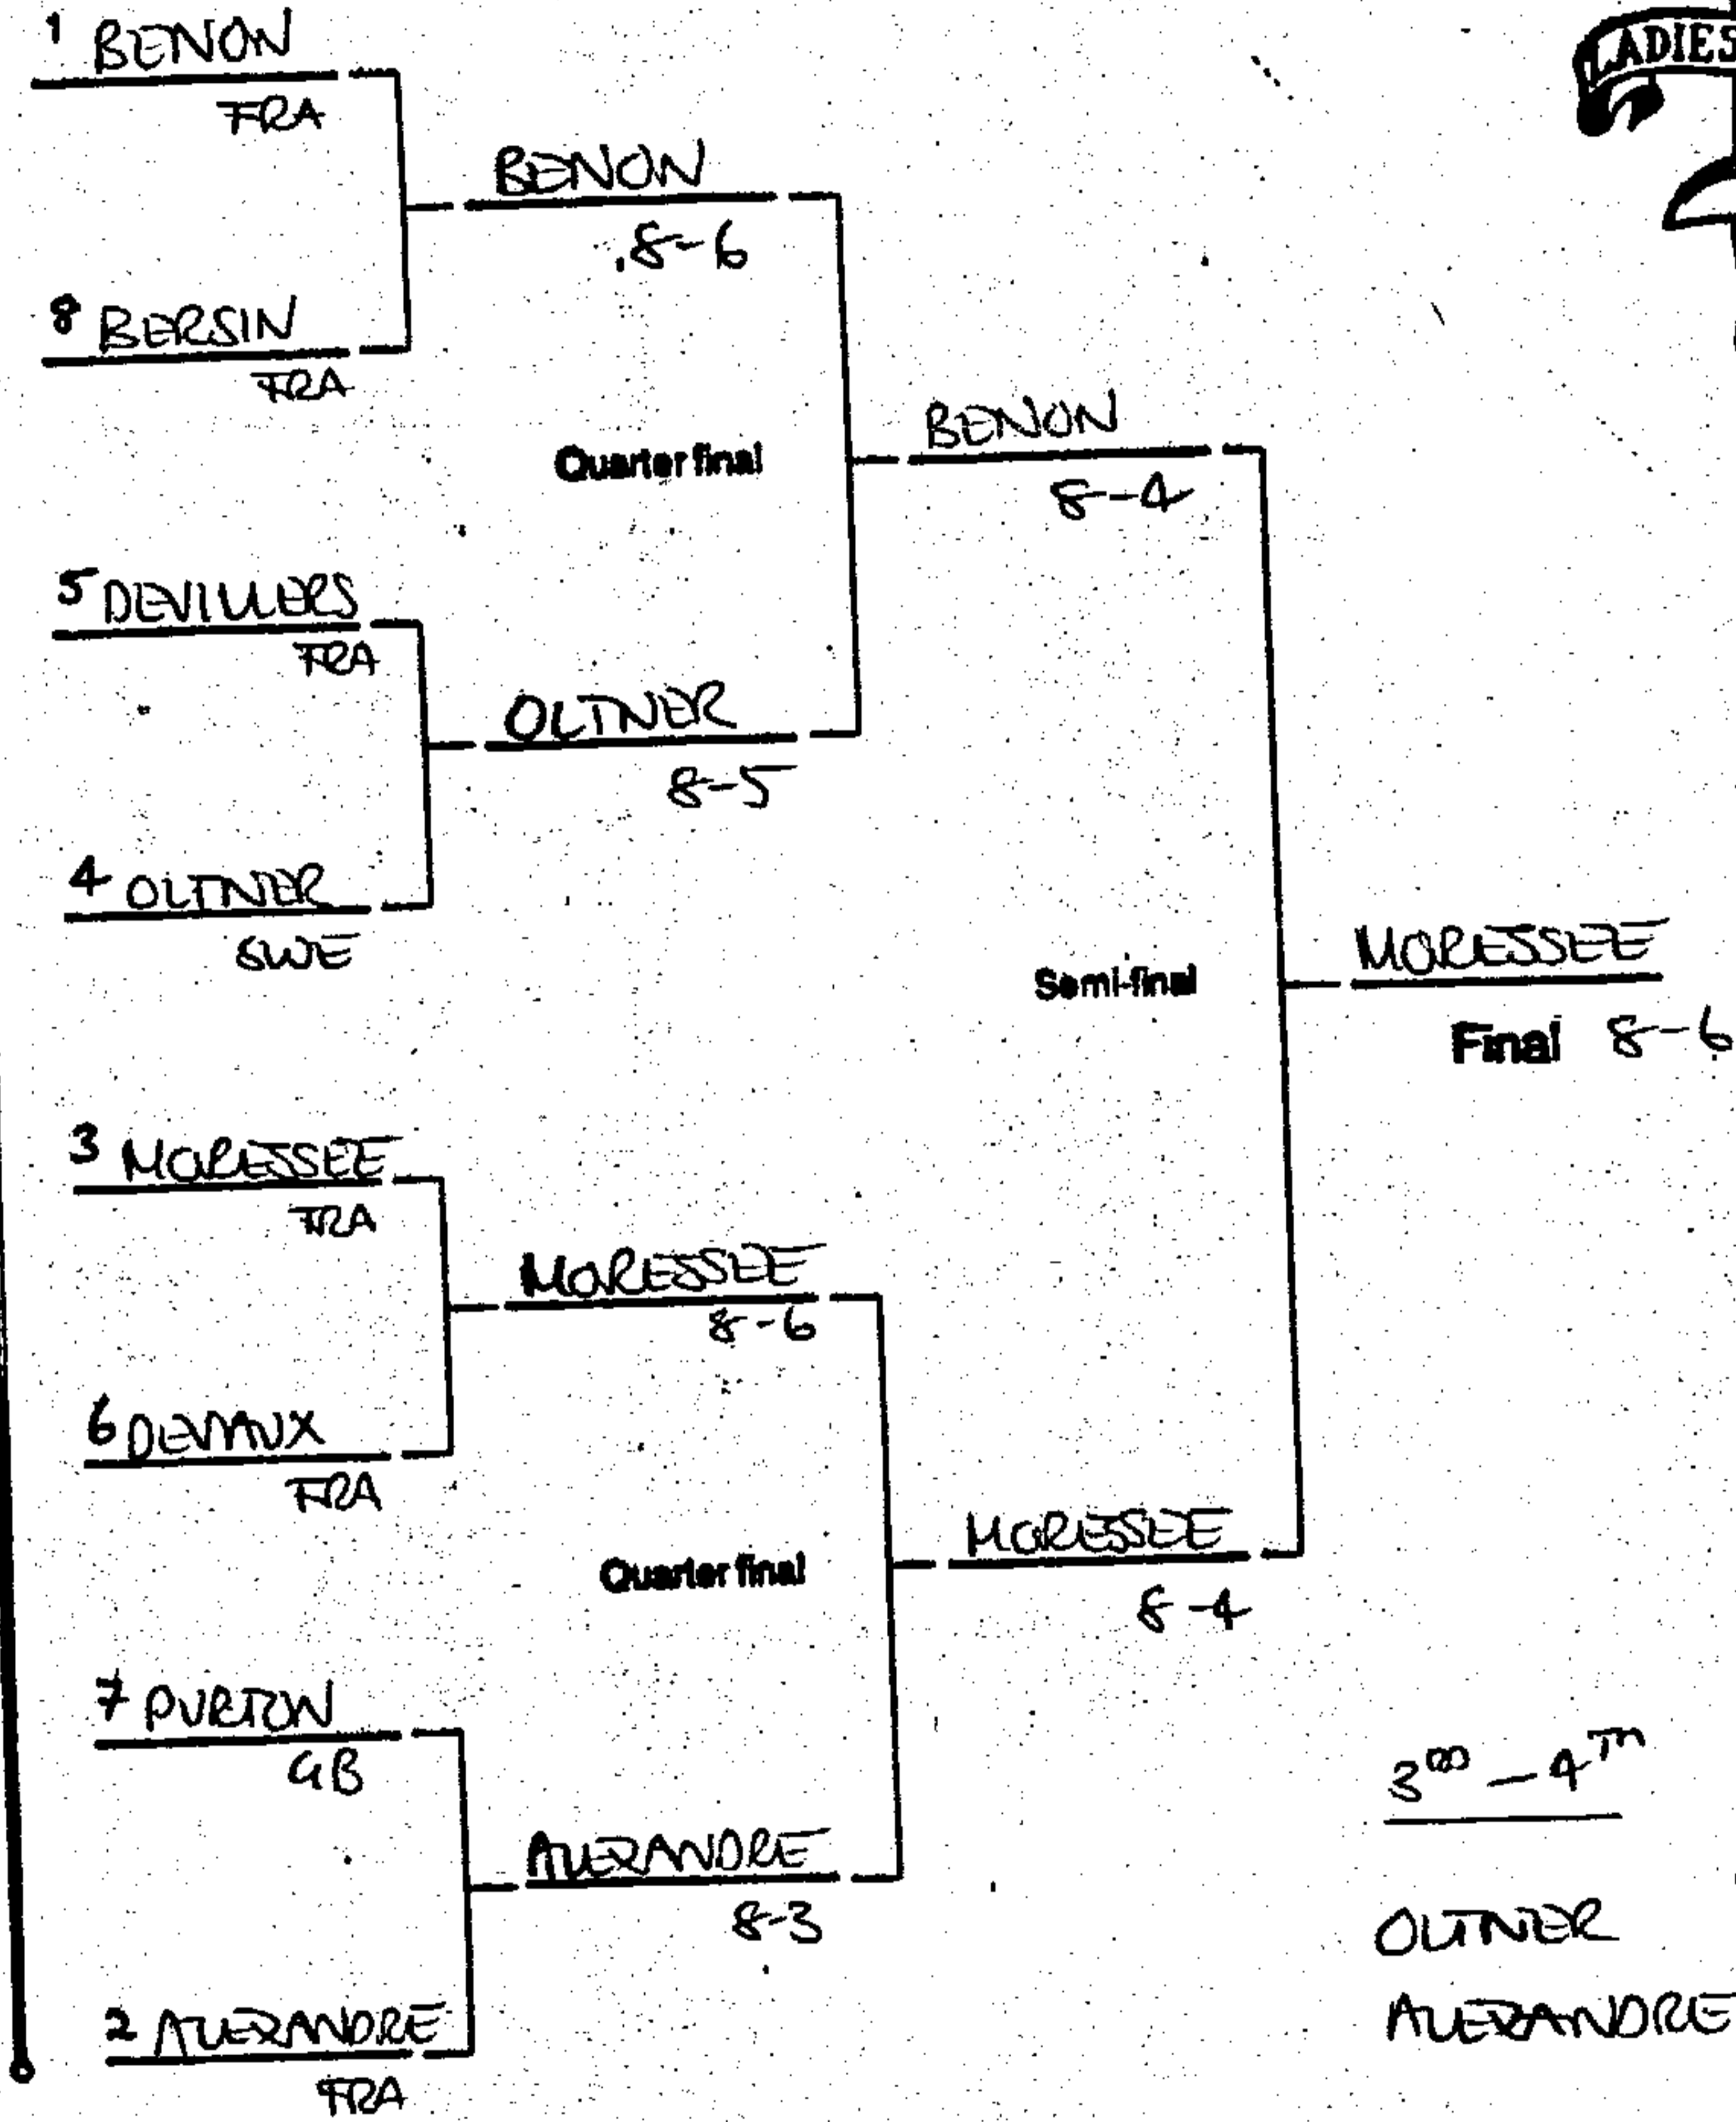 LADIES
1 BENON
FRA
BENON
8-6
8 BERSIN
FRA
Quarter final
BENON
8-4
5 DEVILLERS
FRA
OLTNER
8-5
4 OLTNER
SWE
Semi-final
MORESSEE
Final 8-6
3 MORESSEE
FRA
MORESSEE
8-6
6 DEVAUX
FRA
Quarter final
MORESSEE
8-4
7 PURTON
GB
ALEXANDRE
8-3
2 ALEXANDRE
FRA
3RD - 4TH
OLTNER
ALEXANDRE